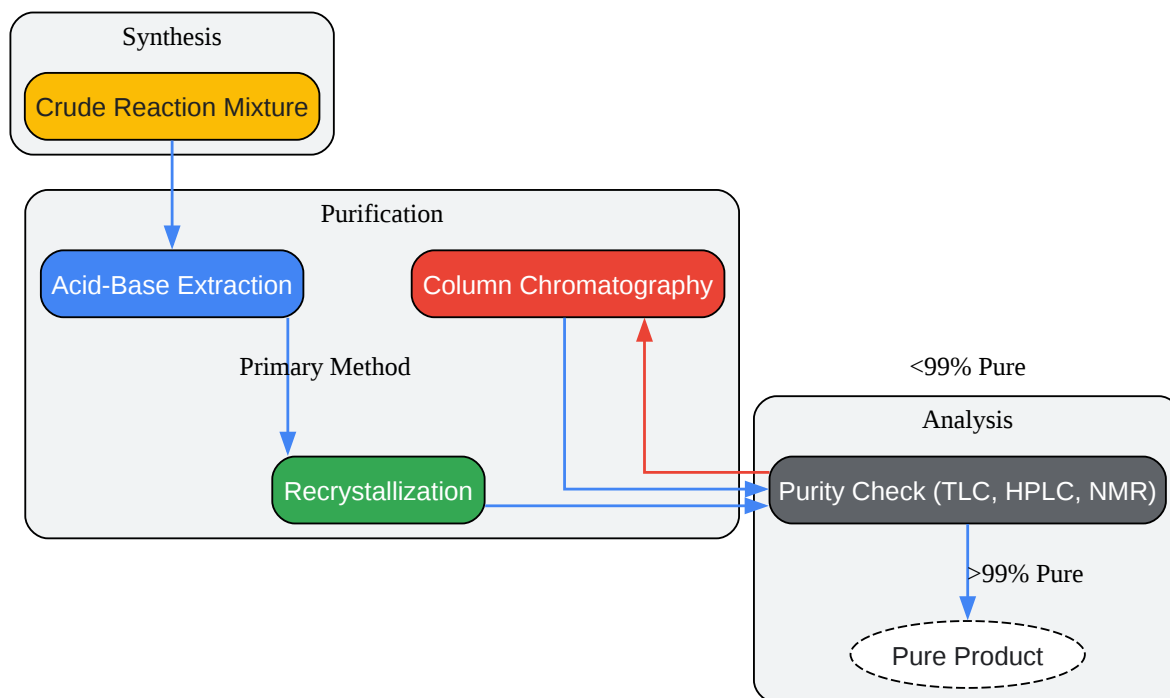 Synthesis
Crude Reaction Mixture
Purification
Acid-Base Extraction
Column Chromatography
Primary Method
<99% Pure
Analysis
Recrystallization
Purity Check (TLC, HPLC, NMR)
>99% Pure
Pure Product